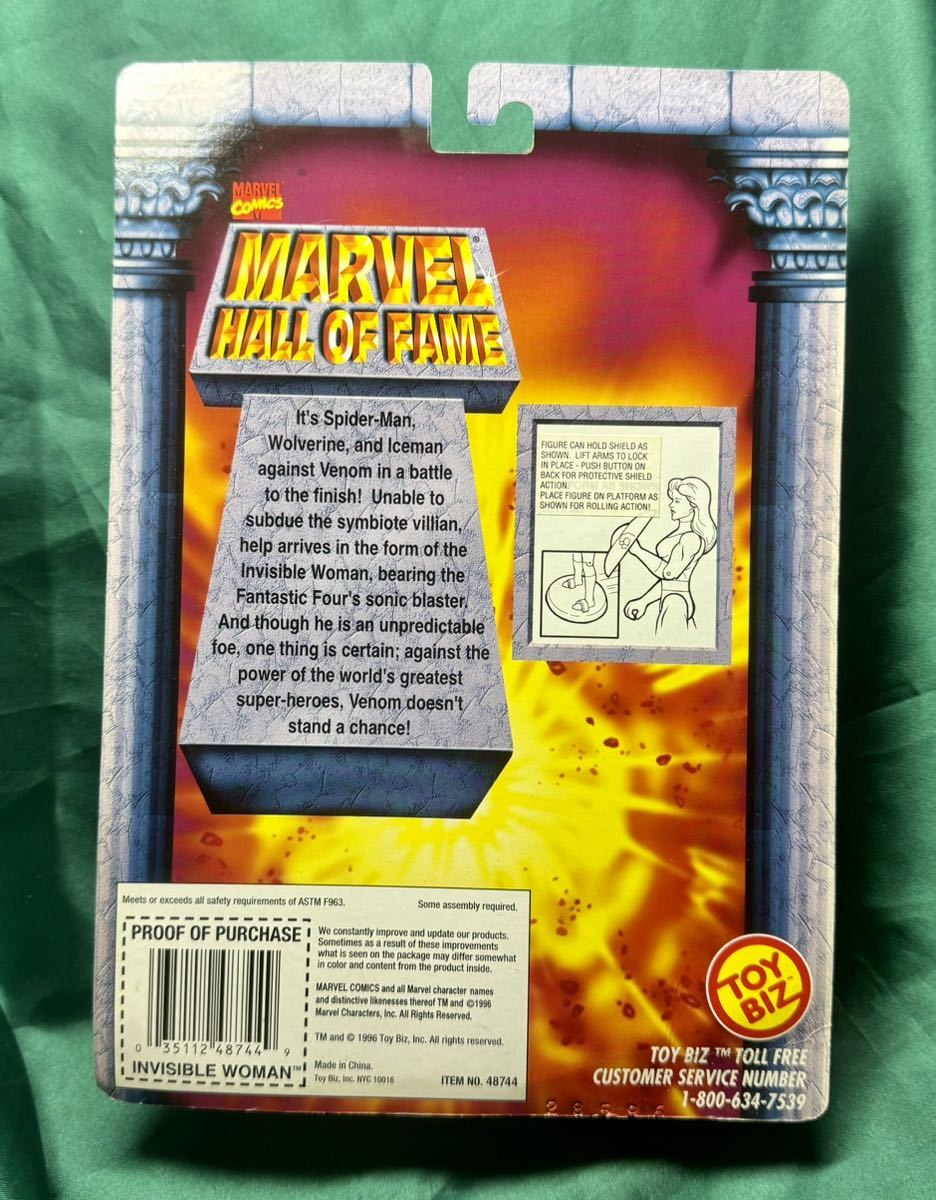 MARVEL
COMICS
MARVEL®
HALL OF FAME
It's Spider-Man,
Wolverine, and Iceman
against Venom in a battle
to the finish! Unable to
subdue the symbiote villian,
help arrives in the form of the
Invisible Woman, bearing the
Fantastic Four's sonic blaster.
And though he is an unpredictable
foe, one thing is certain; against the
power of the world's greatest
super-heroes, Venom doesn't
stand a chance!
FIGURE CAN HOLD SHIELD AS
SHOWN. LIFT ARMS TO LOCK
IN PLACE - PUSH BUTTON ON
BACK FOR PROTECTIVE SHIELD
ACTION.
PLACE FIGURE ON PLATFORM AS
SHOWN FOR ROLLING ACTION!
Meets or exceeds all safety requirements of ASTM F963.
Some assembly required.
PROOF OF PURCHASE
0 35112 48744 9
INVISIBLE WOMAN™
We constantly improve and update our products.
Sometimes as a result of these improvements
what is seen on the package may differ somewhat
in color and content from the product inside.
MARVEL COMICS and all Marvel character names
and distinctive likenesses thereof TM and ©1996
Marvel Characters, Inc. All Rights Reserved.
TM and © 1996 Toy Biz, Inc. All rights reserved.
Made in China.
Toy Biz, Inc. NYC 10016
ITEM NO. 48744
TOY
BIZ™
TOY BIZ ™ TOLL FREE
CUSTOMER SERVICE NUMBER
1-800-634-7539